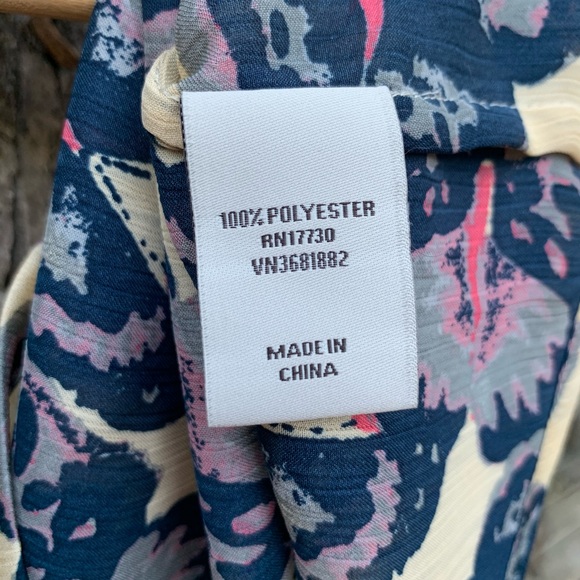 100% POLYESTER
RN17730
VN3681882
MADE IN
CHINA